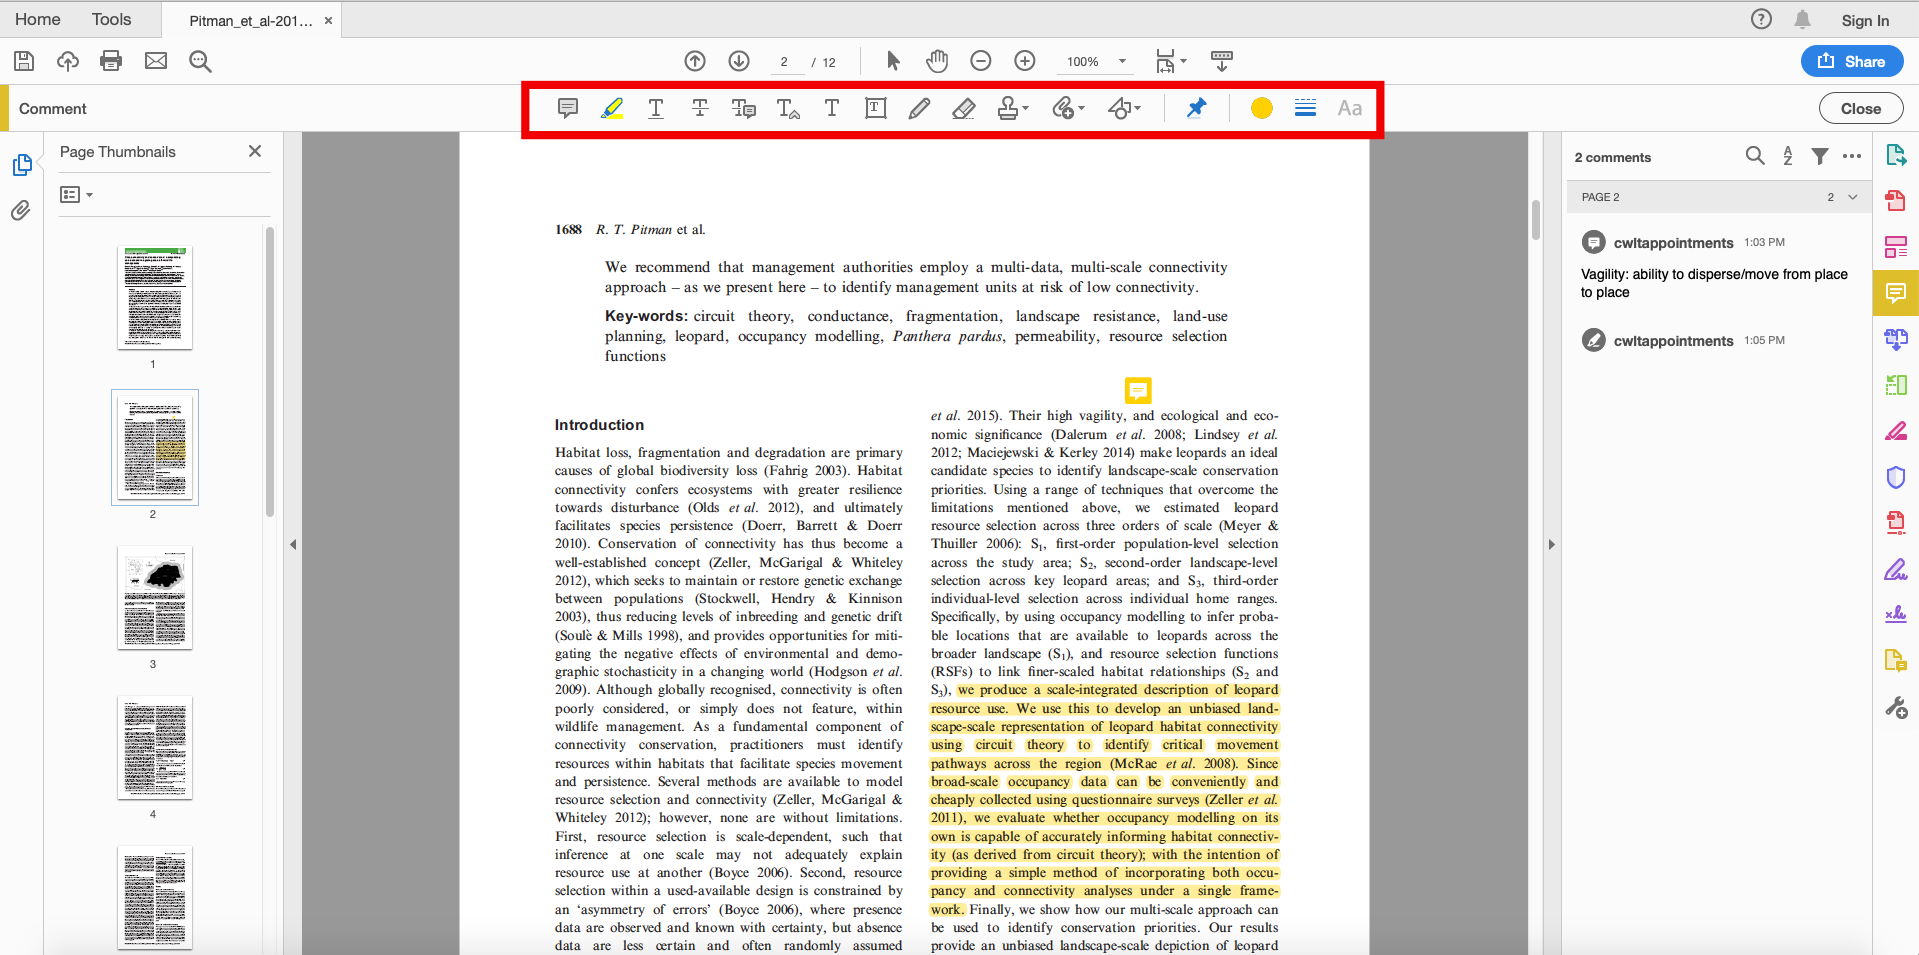 Home
Tools
Pitman_et_al-201... ×
Sign In
2 / 12
100%
Share
Comment
Aa
Close
Page Thumbnails
1
2
3
4
1688 R. T. Pitman et al.
We recommend that management authorities employ a multi-data, multi-scale connectivity
approach – as we present here – to identify management units at risk of low connectivity.
Key-words: circuit theory, conductance, fragmentation, landscape resistance, land-use
planning, leopard, occupancy modelling, Panthera pardus, permeability, resource selection
functions
Introduction
Habitat loss, fragmentation and degradation are primary
causes of global biodiversity loss (Fahrig 2003). Habitat
connectivity confers ecosystems with greater resilience
towards disturbance (Olds et al. 2012), and ultimately
facilitates species persistence (Doerr, Barrett & Doerr
2010). Conservation of connectivity has thus become a
well-established concept (Zeller, McGarigal & Whiteley
2012), which seeks to maintain or restore genetic exchange
between populations (Stockwell, Hendry & Kinnison
2003), thus reducing levels of inbreeding and genetic drift
(Soulè & Mills 1998), and provides opportunities for miti-
gating the negative effects of environmental and demo-
graphic stochasticity in a changing world (Hodgson et al.
2009). Although globally recognised, connectivity is often
poorly considered, or simply does not feature, within
wildlife management. As a fundamental component of
connectivity conservation, practitioners must identify
resources within habitats that facilitate species movement
and persistence. Several methods are available to model
resource selection and connectivity (Zeller, McGarigal &
Whiteley 2012); however, none are without limitations.
First, resource selection is scale-dependent, such that
inference at one scale may not adequately explain
resource use at another (Boyce 2006). Second, resource
selection within a used-available design is constrained by
an ‘asymmetry of errors’ (Boyce 2006), where presence
data are observed and known with certainty, but absence
data are less certain and often randomly assumed
et al. 2015). Their high vagility, and ecological and eco-
nomic significance (Dalerum et al. 2008; Lindsey et al.
2012; Maciejewski & Kerley 2014) make leopards an ideal
candidate species to identify landscape-scale conservation
priorities. Using a range of techniques that overcome the
limitations mentioned above, we estimated leopard
resource selection across three orders of scale (Meyer &
Thuiller 2006): S1, first-order population-level selection
across the study area; S2, second-order landscape-level
selection across key leopard areas; and S3, third-order
individual-level selection across individual home ranges.
Specifically, by using occupancy modelling to infer proba-
ble locations that are available to leopards across the
broader landscape (S1), and resource selection functions
(RSFs) to link finer-scaled habitat relationships (S2 and
S3), we produce a scale-integrated description of leopard
resource use. We use this to develop an unbiased land-
scape-scale representation of leopard habitat connectivity
using circuit theory to identify critical movement
pathways across the region (McRae et al. 2008). Since
broad-scale occupancy data can be conveniently and
cheaply collected using questionnaire surveys (Zeller et al.
2011), we evaluate whether occupancy modelling on its
own is capable of accurately informing habitat connectiv-
ity (as derived from circuit theory); with the intention of
providing a simple method of incorporating both occu-
pancy and connectivity analyses under a single frame-
work. Finally, we show how our multi-scale approach can
be used to identify conservation priorities. Our results
provide an unbiased landscape-scale depiction of leopard
2 comments
PAGE 2
2
cwltappointments 1:03 PM
Vagility: ability to disperse/move from place
to place
cwltappointments 1:05 PM